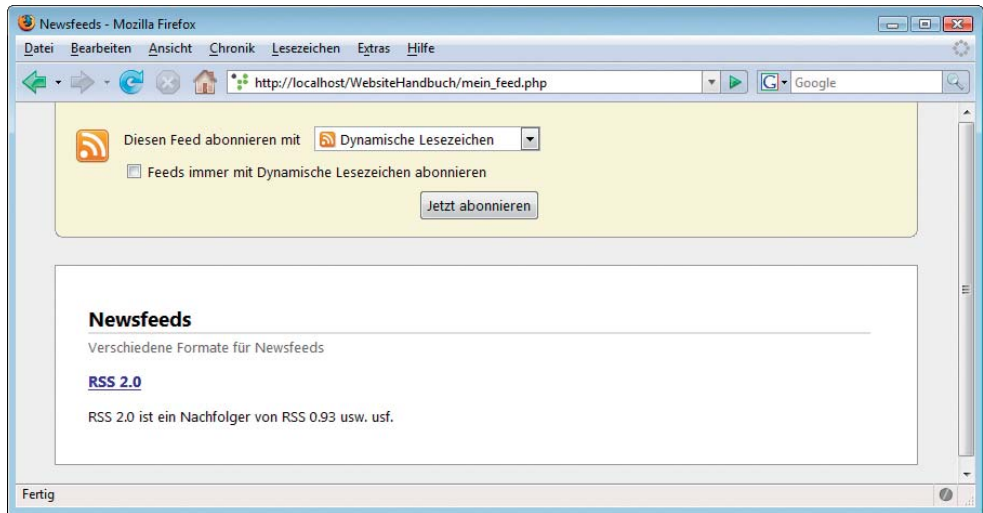 Newsfeeds - Mozilla Firefox
Datei Bearbeiten Ansicht Chronik Lesezeichen Extras Hilfe
http://localhost/WebsiteHandbuch/mein_feed.php G Google
Diesen Feed abonnieren mit Dynamische Lesezeichen
Feeds immer mit Dynamische Lesezeichen abonnieren
Jetzt abonnieren
Newsfeeds
Verschiedene Formate für Newsfeeds
RSS 2.0
RSS 2.0 ist ein Nachfolger von RSS 0.93 usw. usf.
Fertig